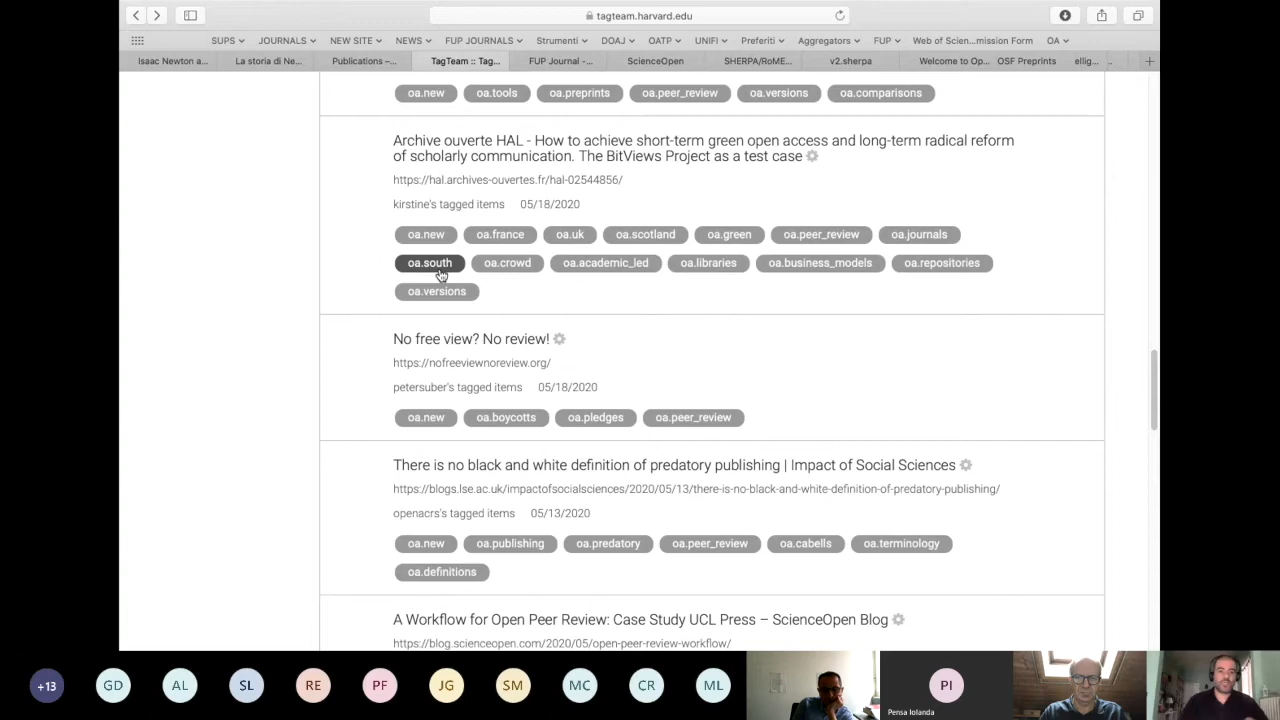 tagteam.harvard.edu
SUPS JOURNALS NEW SITE NEWS FUP JOURNALS Strumenti DOAJ OATP UNIFI Preferiti Aggregators FUP Web of Scien...mission Form OA
Isaac Newton a... La storia di Ne... Publications –... TagTeam :: Tag... FUP Journal -... ScienceOpen SHERPA/RoME... v2.sherpa Welcome to Op... OSF Preprints ellig...
oa.new oa.tools oa.preprints oa.peer_review oa.versions oa.comparisons
Archive ouverte HAL - How to achieve short-term green open access and long-term radical reform
of scholarly communication. The BitViews Project as a test case
https://hal.archives-ouvertes.fr/hal-02544856/
kirstine's tagged items 05/18/2020
oa.new oa.france oa.uk oa.scotland oa.green oa.peer_review oa.journals
oa.south oa.crowd oa.academic_led oa.libraries oa.business_models oa.repositories
oa.versions
No free view? No review!
https://nofreeviewnoreview.org/
petersuber's tagged items 05/18/2020
oa.new oa.boycotts oa.pledges oa.peer_review
There is no black and white definition of predatory publishing | Impact of Social Sciences
https://blogs.lse.ac.uk/impactofsocialsciences/2020/05/13/there-is-no-black-and-white-definition-of-predatory-publishing/
openacrs's tagged items 05/13/2020
oa.new oa.publishing oa.predatory oa.peer_review oa.cabells oa.terminology
oa.definitions
A Workflow for Open Peer Review: Case Study UCL Press – ScienceOpen Blog
https://blog.scienceopen.com/2020/05/open-peer-review-workflow/
+13 GD AL SL RE PF JG SM MC CR ML PI
Pensa Iolanda